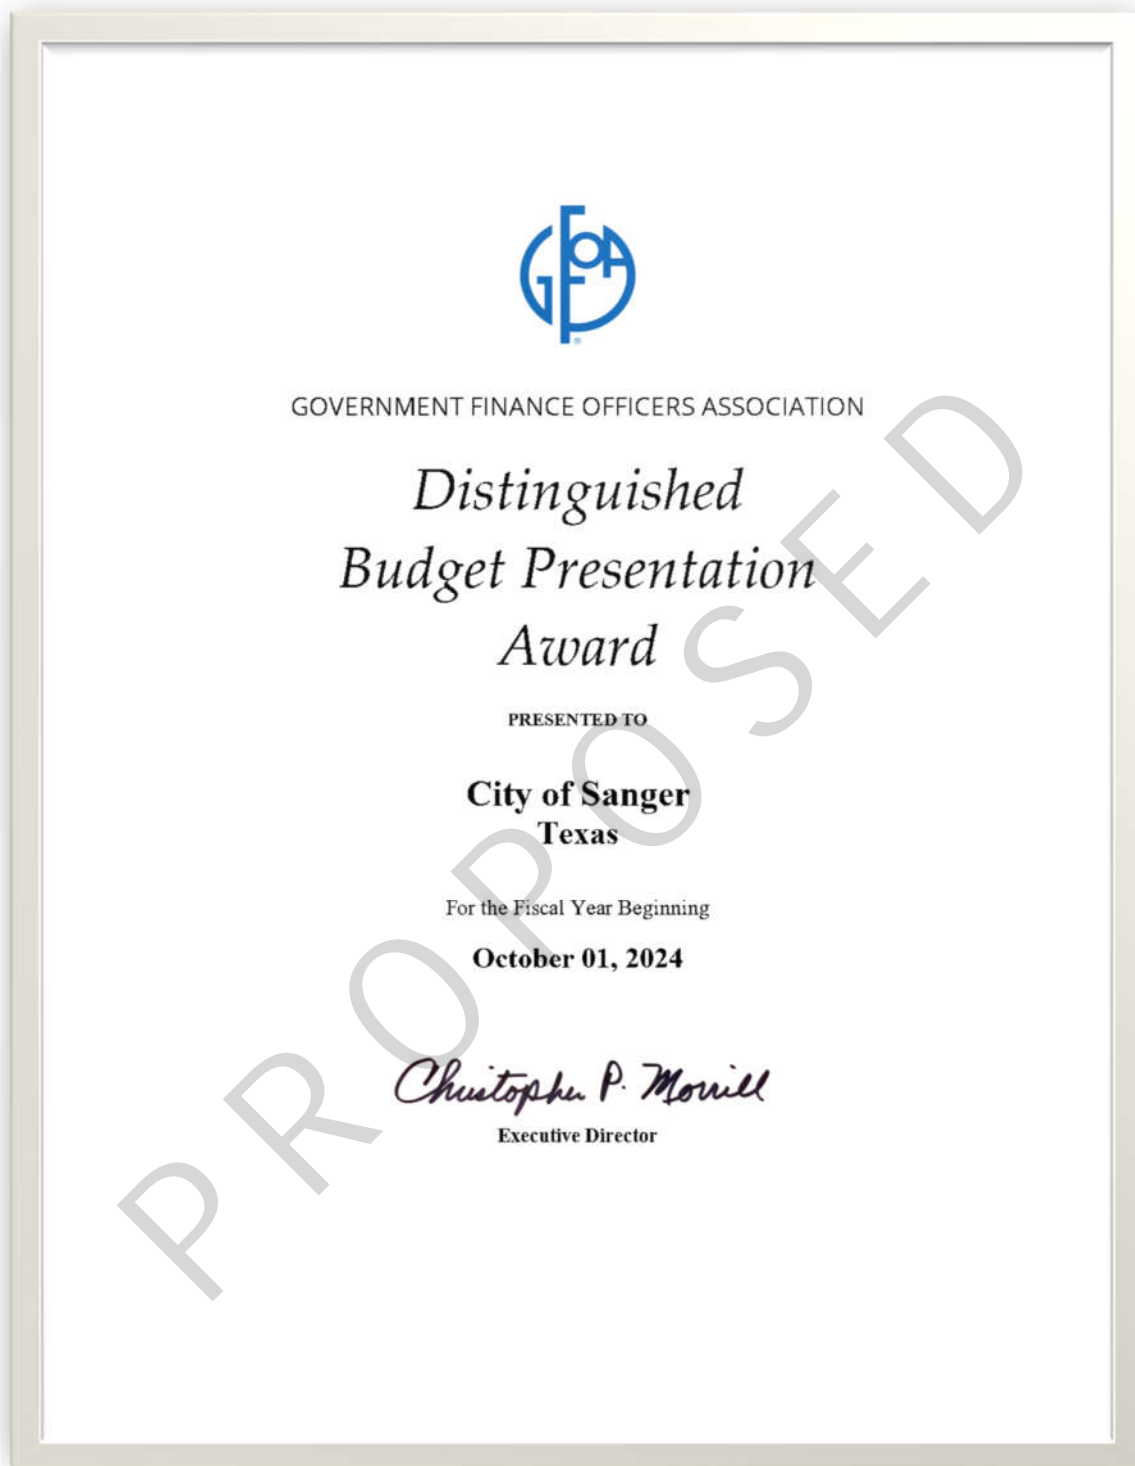 GFOA
GOVERNMENT FINANCE OFFICERS ASSOCIATION
Distinguished
Budget Presentation
Award
PRESENTED TO
City of Sanger
Texas
For the Fiscal Year Beginning
October 01, 2024
Christopher P. Morrill
Executive Director
PROPOSED